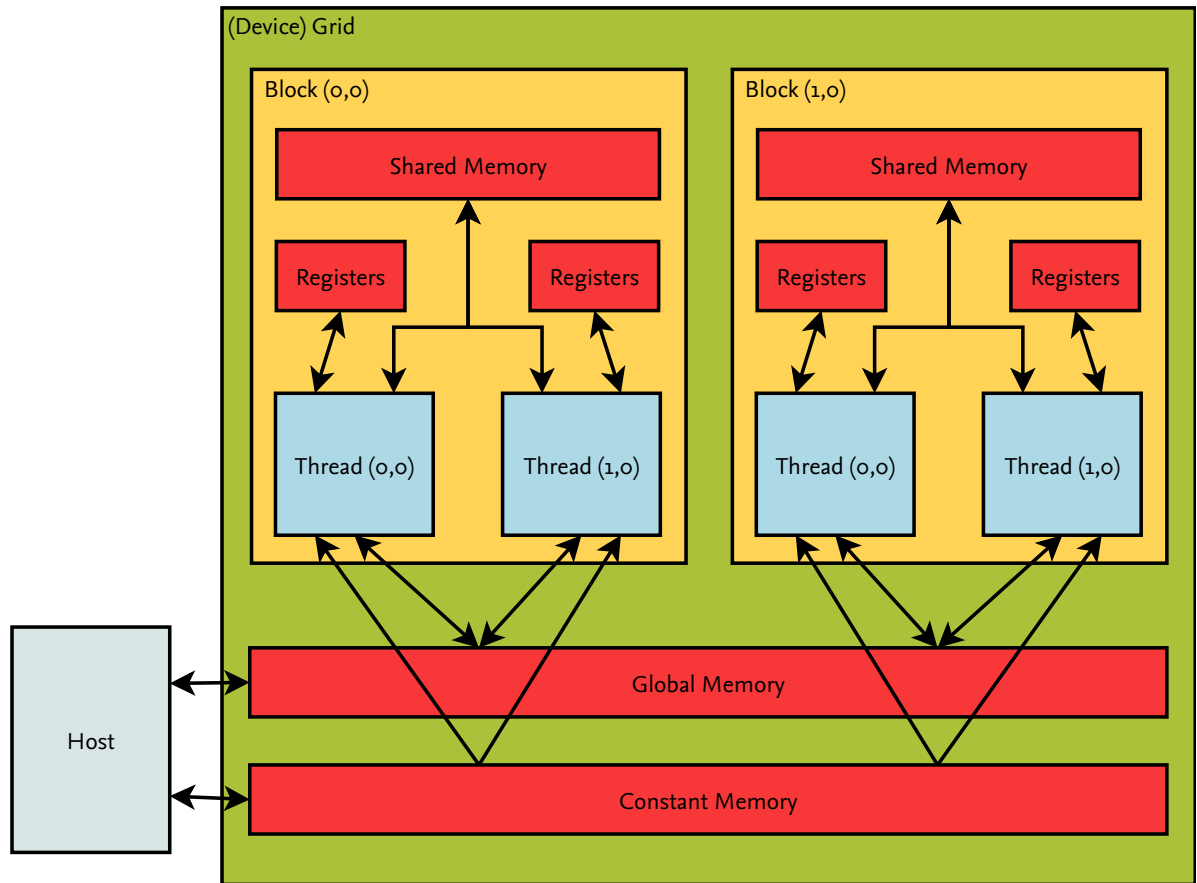 (Device) Grid
Block (0,0)
Shared Memory
Registers
Registers
Thread (0,0)
Thread (1,0)
Block (1,0)
Shared Memory
Registers
Registers
Thread (0,0)
Thread (1,0)
Host
Global Memory
Constant Memory